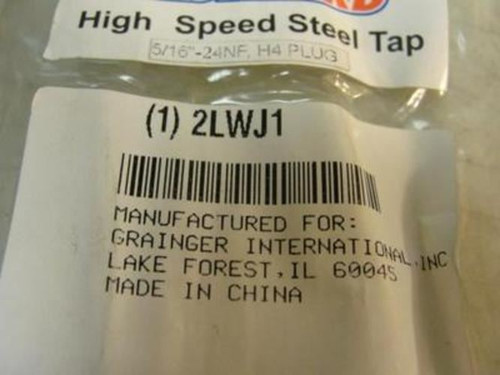 High Speed Steel Tap
5/16"-24NF, H4 PLUG
(1) 2LWJ1
MANUFACTURED FOR:
GRAINGER INTERNATIONAL, INC
LAKE FOREST, IL 60045
MADE IN CHINA